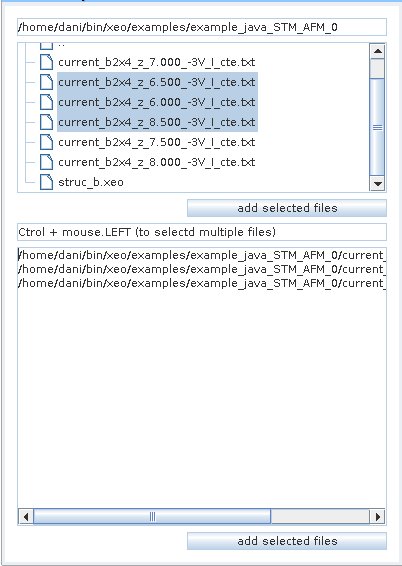 /home/dani/bin/xeo/examples/example_java_STM_AFM_0
..
current_b2x4_z_7.000_-3V_I_cte.txt
current_b2x4_z_6.500_-3V_I_cte.txt
current_b2x4_z_6.000_-3V_I_cte.txt
current_b2x4_z_8.500_-3V_I_cte.txt
current_b2x4_z_7.500_-3V_I_cte.txt
current_b2x4_z_8.000_-3V_I_cte.txt
struc_b.xeo
add selected files
Ctrol + mouse.LEFT (to selectd multiple files)
/home/dani/bin/xeo/examples/example_java_STM_AFM_0/current_
/home/dani/bin/xeo/examples/example_java_STM_AFM_0/current_
/home/dani/bin/xeo/examples/example_java_STM_AFM_0/current_
add selected files